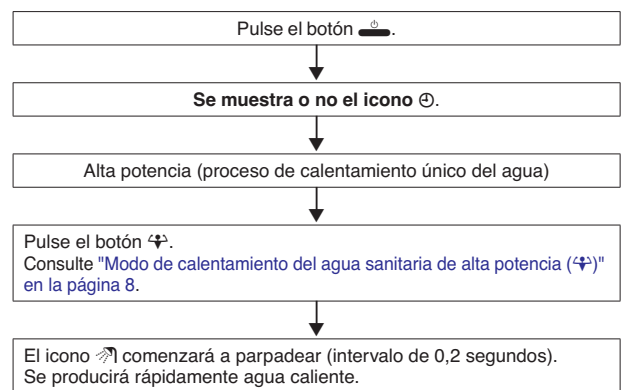 Pulse el botón .
Se muestra o no el icono .
Alta potencia (proceso de calentamiento único del agua)
Pulse el botón .
Consulte "Modo de calentamiento del agua sanitaria de alta potencia ()"
en la página 8.
El icono comenzará a parpadear (intervalo de 0,2 segundos).
Se producirá rápidamente agua caliente.